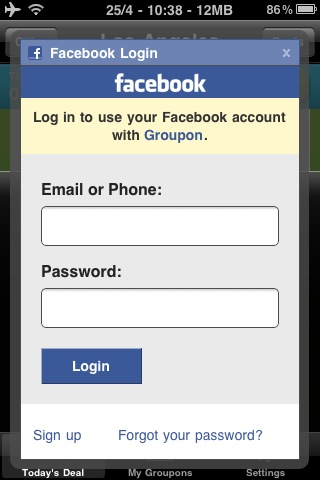 25/4 - 10:38 - 12MB
86%
Los Angeles
Facebook Login
x
facebook
Log in to use your Facebook account
with Groupon.
Email or Phone:
Password:
Login
Sign up
Forgot your password?
Today's Deal
My Groupons
Settings